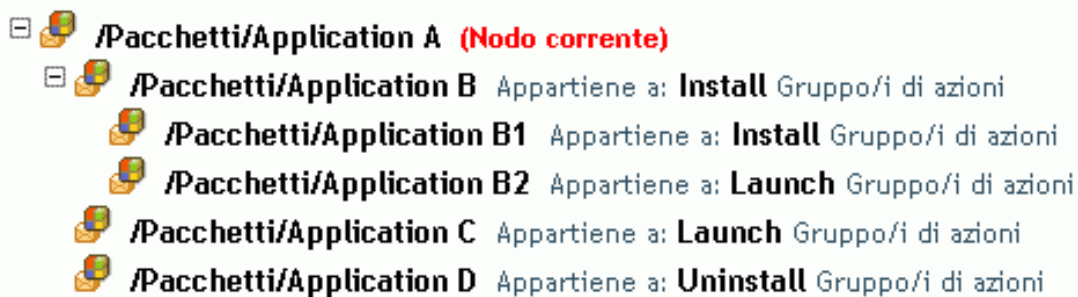 /Pacchetti/Application A (Nodo corrente)
/Pacchetti/Application B Appartiene a: Install Gruppo/i di azioni
/Pacchetti/Application B1 Appartiene a: Install Gruppo/i di azioni
/Pacchetti/Application B2 Appartiene a: Launch Gruppo/i di azioni
/Pacchetti/Application C Appartiene a: Launch Gruppo/i di azioni
/Pacchetti/Application D Appartiene a: Uninstall Gruppo/i di azioni